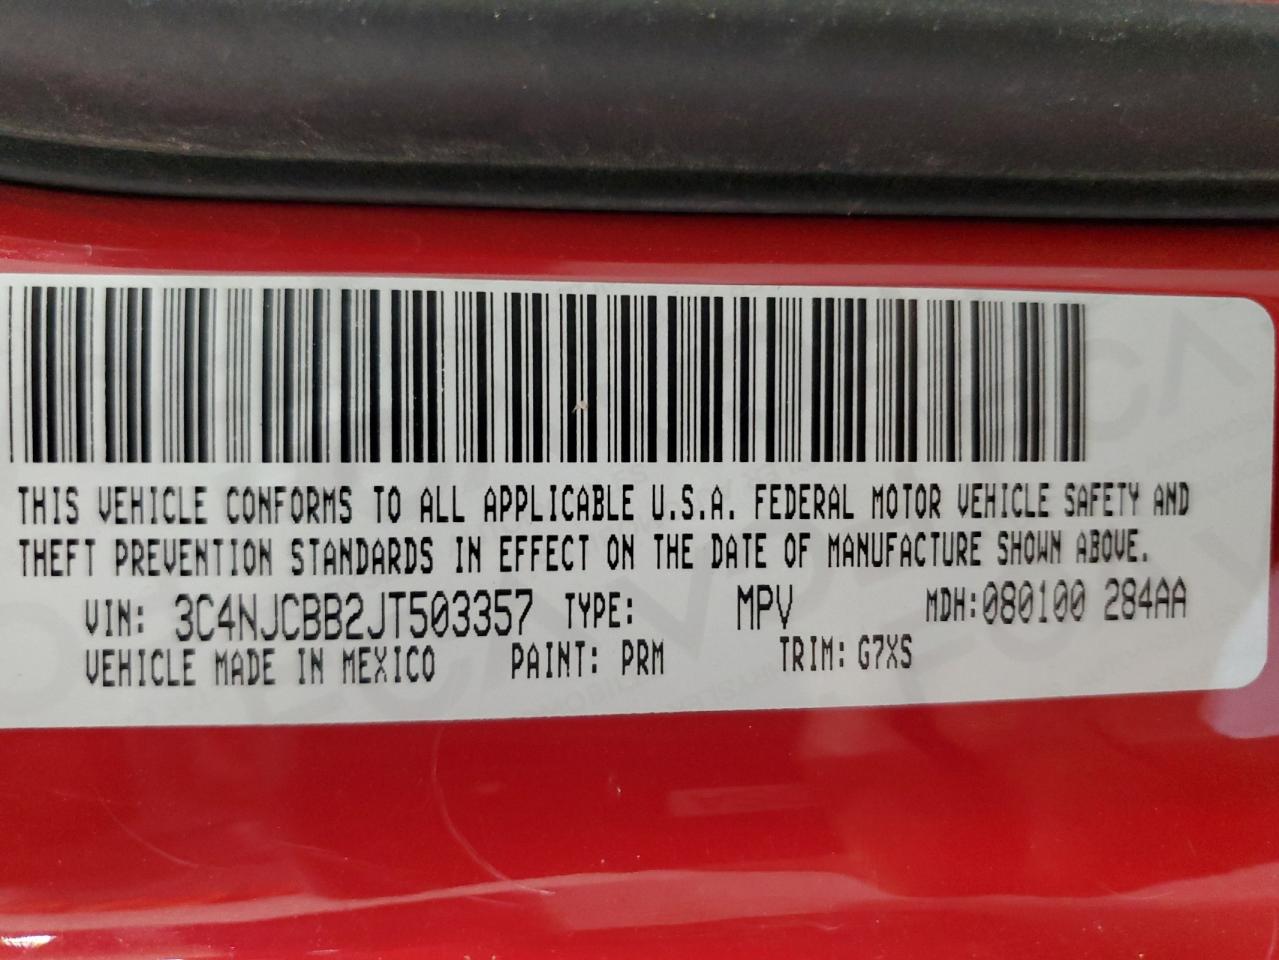 THIS VEHICLE CONFORMS TO ALL APPLICABLE U.S.A. FEDERAL MOTOR VEHICLE SAFETY AND
THEFT PREVENTION STANDARDS IN EFFECT ON THE DATE OF MANUFACTURE SHOWN ABOVE.
VIN: 3C4NJCBB2JT503357 TYPE: MPV MDH:080100 284AA
VEHICLE MADE IN MEXICO PAINT: PRM TRIM: G7XS